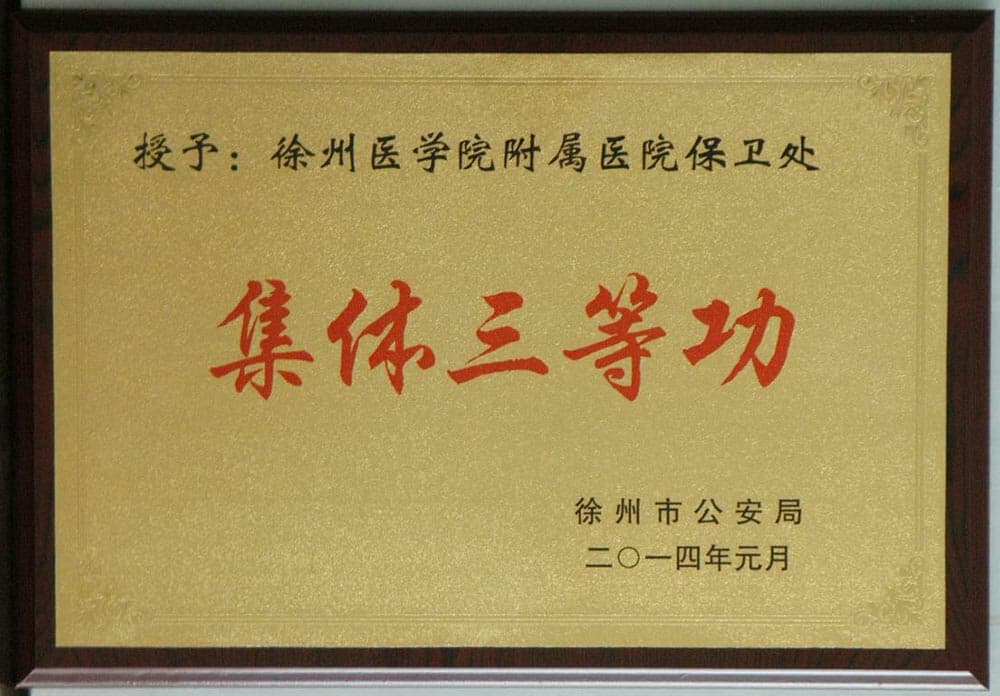 授予：徐州医学院附属医院保卫处
集体三等功
徐州市公安局
二〇一四年元月